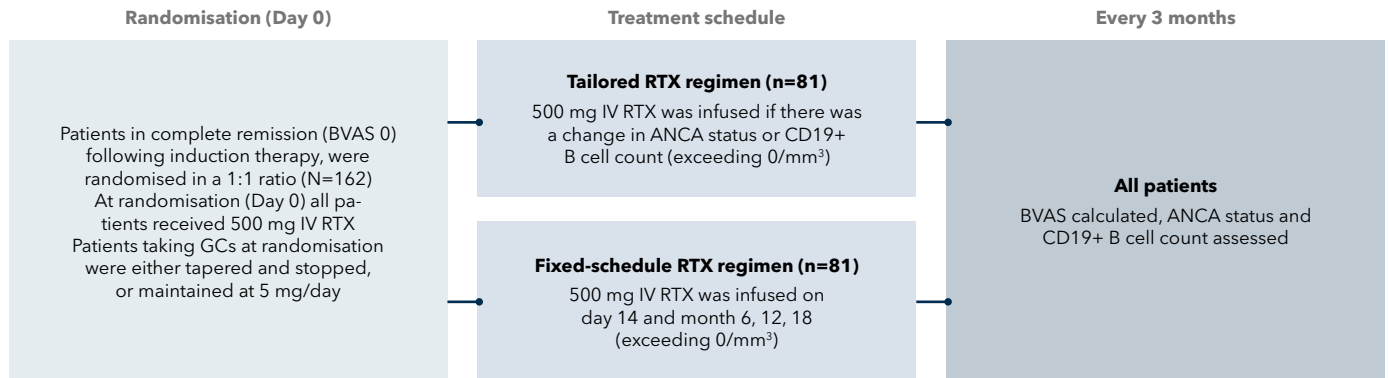 Randomisation (Day 0)
Patients in complete remission (BVAS 0)
following induction therapy, were
randomised in a 1:1 ratio (N=162)
At randomisation (Day 0) all pa-
tients received 500 mg IV RTX
Patients taking GCs at randomisation
were either tapered and stopped,
or maintained at 5 mg/day
Treatment schedule
Tailored RTX regimen (n=81)
500 mg IV RTX was infused if there was
a change in ANCA status or CD19+
B cell count (exceeding 0/mm³)
Fixed-schedule RTX regimen (n=81)
500 mg IV RTX was infused on
day 14 and month 6, 12, 18
(exceeding 0/mm³)
Every 3 months
All patients
BVAS calculated, ANCA status and
CD19+ B cell count assessed